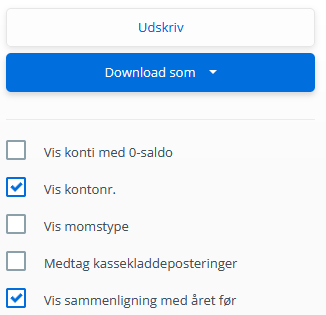 Udskriv
Download som
Vis konti med 0-saldo
Vis kontonr.
Vis momstype
Medtag kassekladdeposteringer
Vis sammenligning med året før